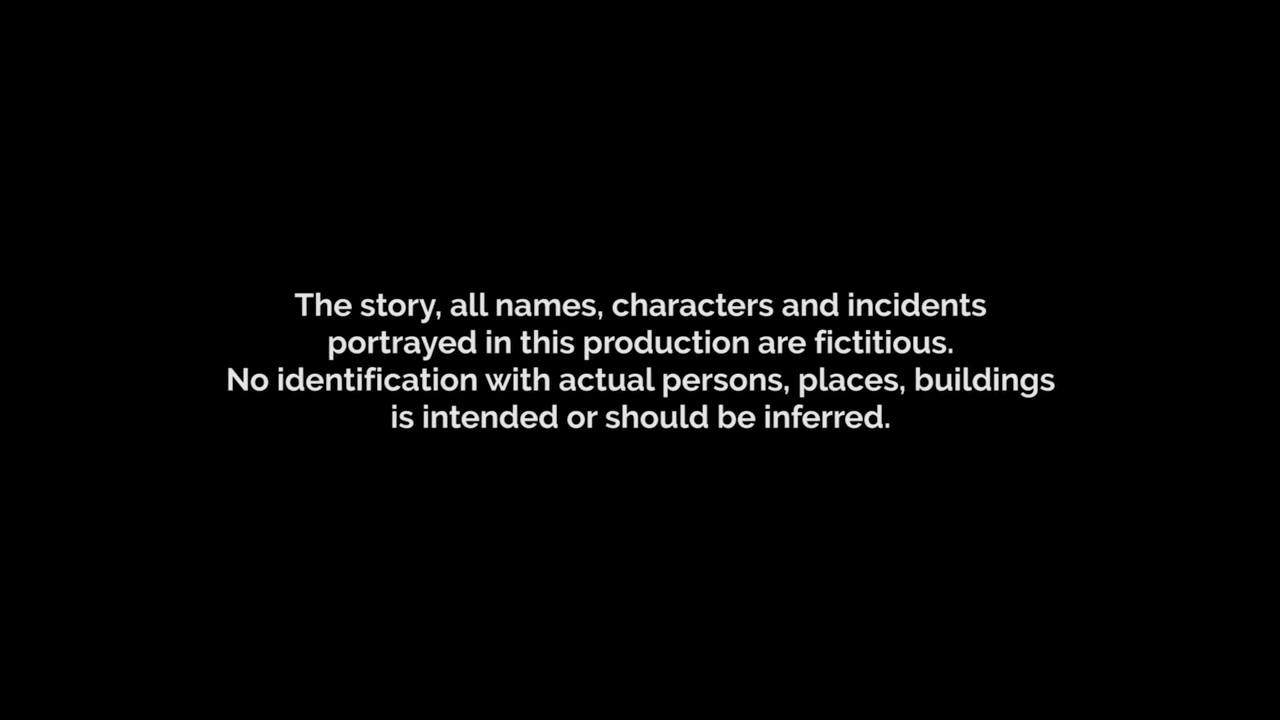 The story, all names, characters and incidents
portrayed in this production are fictitious.
No identification with actual persons, places, buildings
is intended or should be inferred.